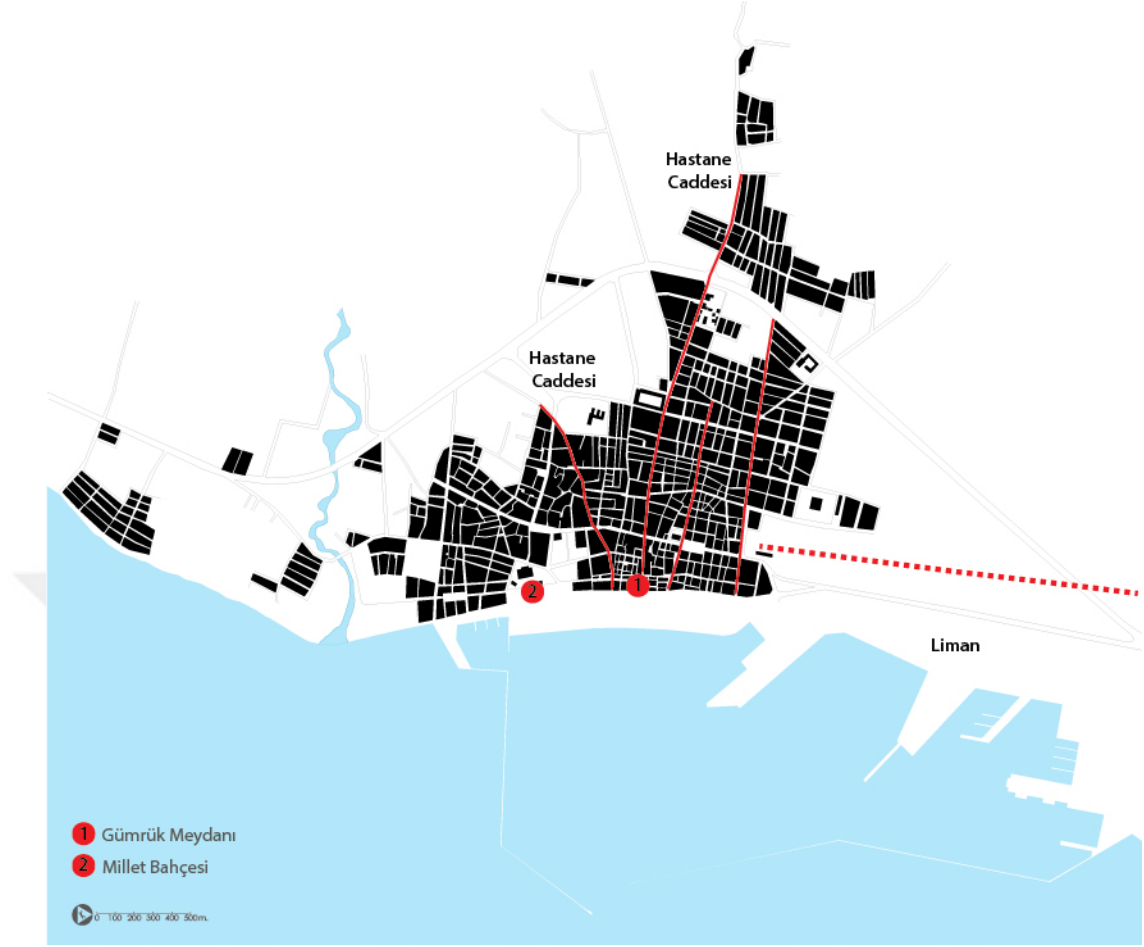 Hastane
Caddesi
Hastane
Caddesi
1
2
Liman
1 Gümrük Meydanı
2 Millet Bahçesi
0 100 200 300 400 500m.